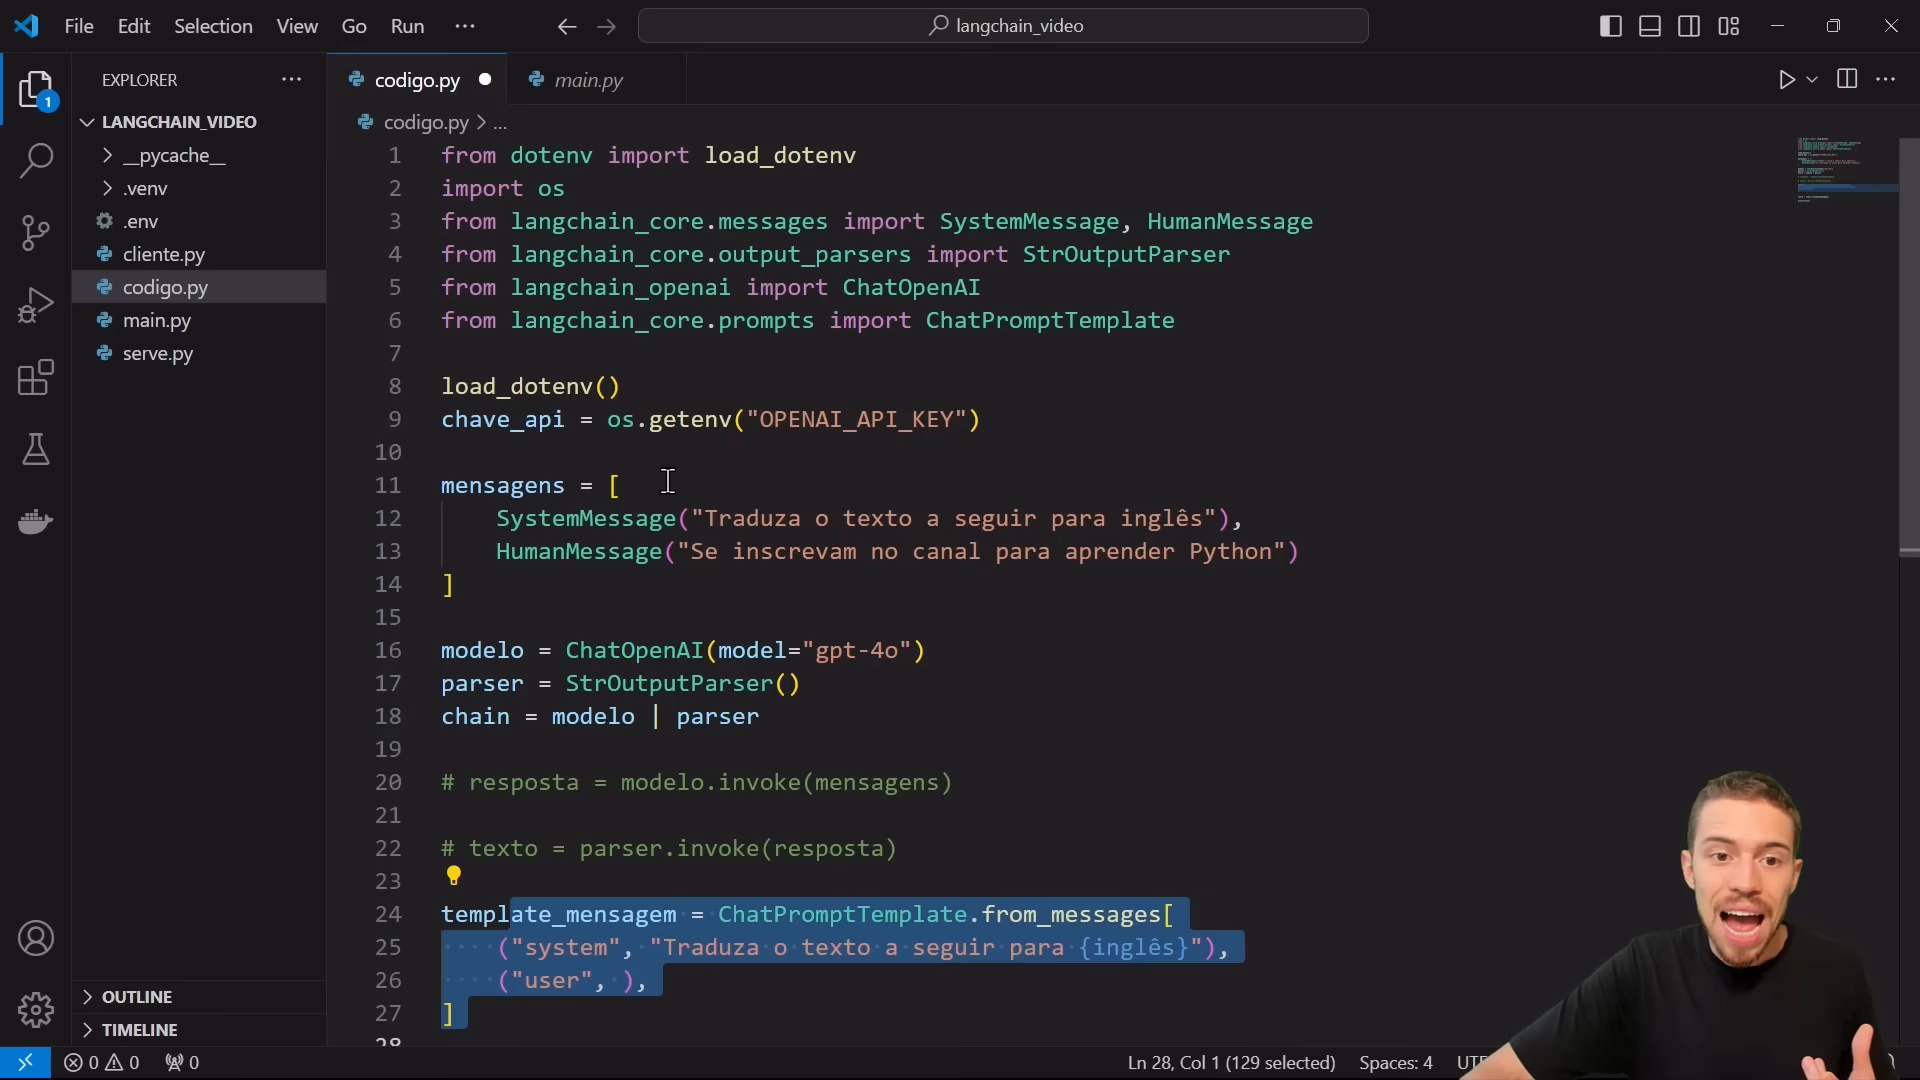 File Edit Selection View Go Run ··· langchain_video
EXPLORER ···
codigo.py main.py
LANGCHAIN_VIDEO
codigo.py > ...
__pycache__
.venv
.env
cliente.py
codigo.py
main.py
serve.py
1
1 from dotenv import load_dotenv
2 import os
3 from langchain_core.messages import SystemMessage, HumanMessage
4 from langchain_core.output_parsers import StrOutputParser
5 from langchain_openai import ChatOpenAI
6 from langchain_core.prompts import ChatPromptTemplate
7
8 load_dotenv()
9 chave_api = os.getenv("OPENAI_API_KEY")
10
11 mensagens = [
12 SystemMessage("Traduza o texto a seguir para inglês"),
13 HumanMessage("Se inscrevam no canal para aprender Python")
14 ]
15
16 modelo = ChatOpenAI(model="gpt-4o")
17 parser = StrOutputParser()
18 chain = modelo | parser
19
20 # resposta = modelo.invoke(mensagens)
21
22 # texto = parser.invoke(resposta)
23
24 template_mensagem = ChatPromptTemplate.from_messages[
25 ("system", "Traduza o texto a seguir para {inglês}"),
26 ("user", ),
27 ]
28
OUTLINE
TIMELINE
0 0 0 Ln 28, Col 1 (129 selected) Spaces: 4